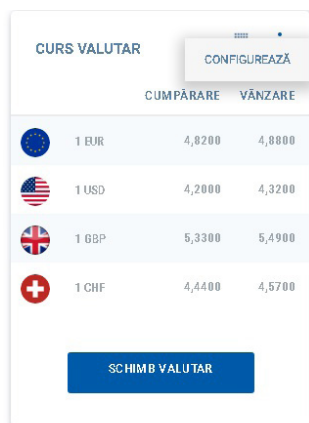 CURS VALUTAR
CONFIGUREAZĂ
CUMPĂRARE VÂNZARE
1 EUR 4,8200 4,8800
1 USD 4,2000 4,3200
1 GBP 5,3300 5,4900
1 CHF 4,4400 4,5700
SCHIMB VALUTAR